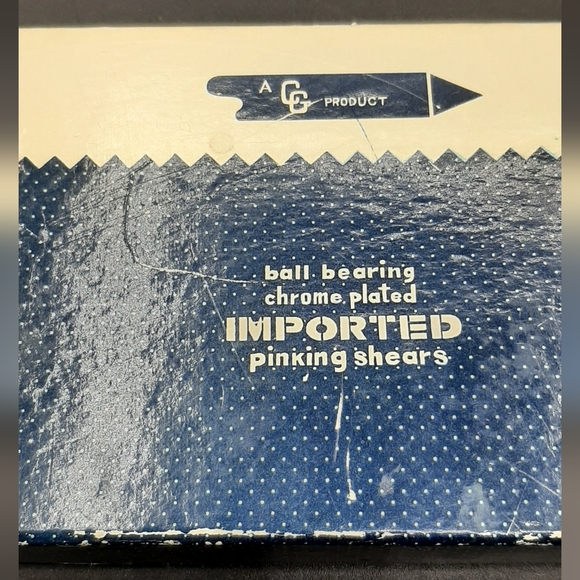 A CG PRODUCT
ball bearing
chrome plated
IMPORTED
pinking shears